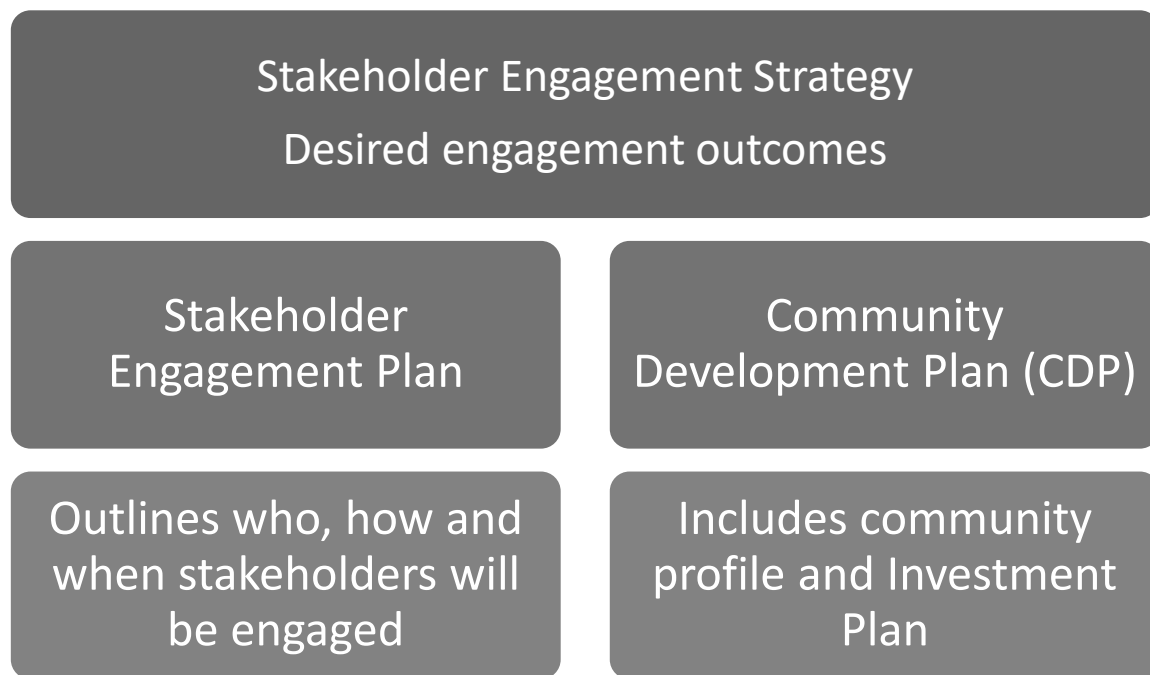 Stakeholder Engagement Strategy
Desired engagement outcomes
Stakeholder
Engagement Plan
Community
Development Plan (CDP)
Outlines who, how and
when stakeholders will
be engaged
Includes community
profile and Investment
Plan